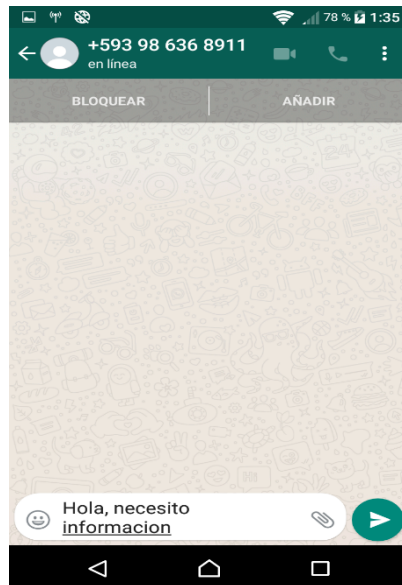 78 % 1:35
+593 98 636 8911
en línea
BLOQUEAR AÑADIR
Hola, necesito
informacion